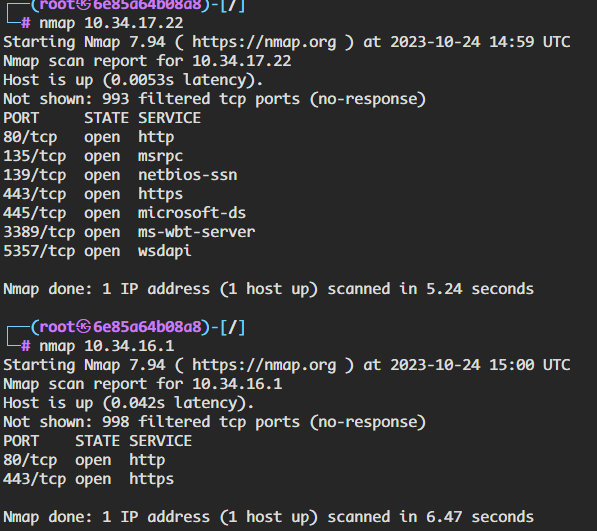 ┌──(root㉿6e85a64b08a8)-[/]
└─# nmap 10.34.17.22
Starting Nmap 7.94 ( https://nmap.org ) at 2023-10-24 14:59 UTC
Nmap scan report for 10.34.17.22
Host is up (0.0053s latency).
Not shown: 993 filtered tcp ports (no-response)
PORT     STATE SERVICE
80/tcp   open  http
135/tcp  open  msrpc
139/tcp  open  netbios-ssn
443/tcp  open  https
445/tcp  open  microsoft-ds
3389/tcp open  ms-wbt-server
5357/tcp open  wsdapi
Nmap done: 1 IP address (1 host up) scanned in 5.24 seconds
┌──(root㉿6e85a64b08a8)-[/]
└─# nmap 10.34.16.1
Starting Nmap 7.94 ( https://nmap.org ) at 2023-10-24 15:00 UTC
Nmap scan report for 10.34.16.1
Host is up (0.042s latency).
Not shown: 998 filtered tcp ports (no-response)
PORT    STATE SERVICE
80/tcp  open  http
443/tcp open  https
Nmap done: 1 IP address (1 host up) scanned in 6.47 seconds